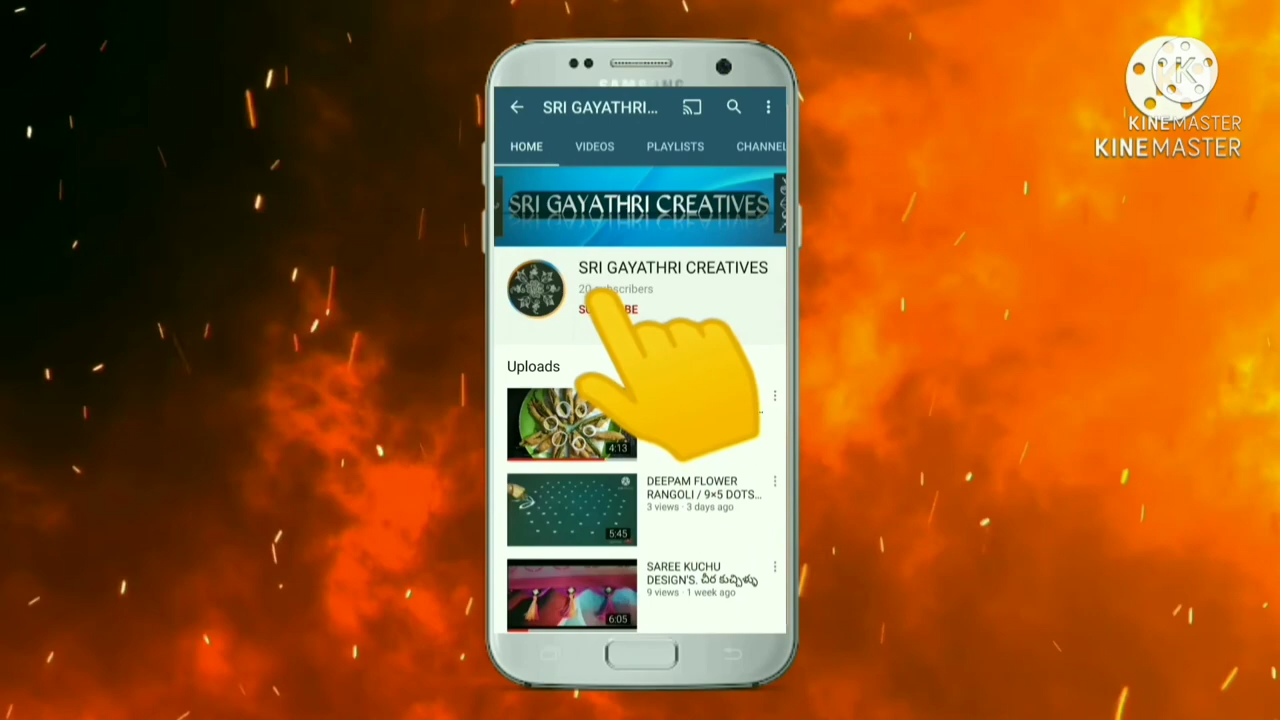 KINEMASTER
KINEMASTER
SAMSUNG
SRI GAYATHRI...
HOME VIDEOS PLAYLISTS CHANNEL
SRI GAYATHRI CREATIVES
SRI GAYATHRI CREATIVES
20 subscribers
Uploads
4:13
DEEPAM FLOWER
RANGOLI / 9×5 DOTS...
3 views · 3 days ago
5:45
SAREE KUCHU
DESIGN'S. చీర కుచ్చిళ్ళు
9 views · 1 week ago
6:05